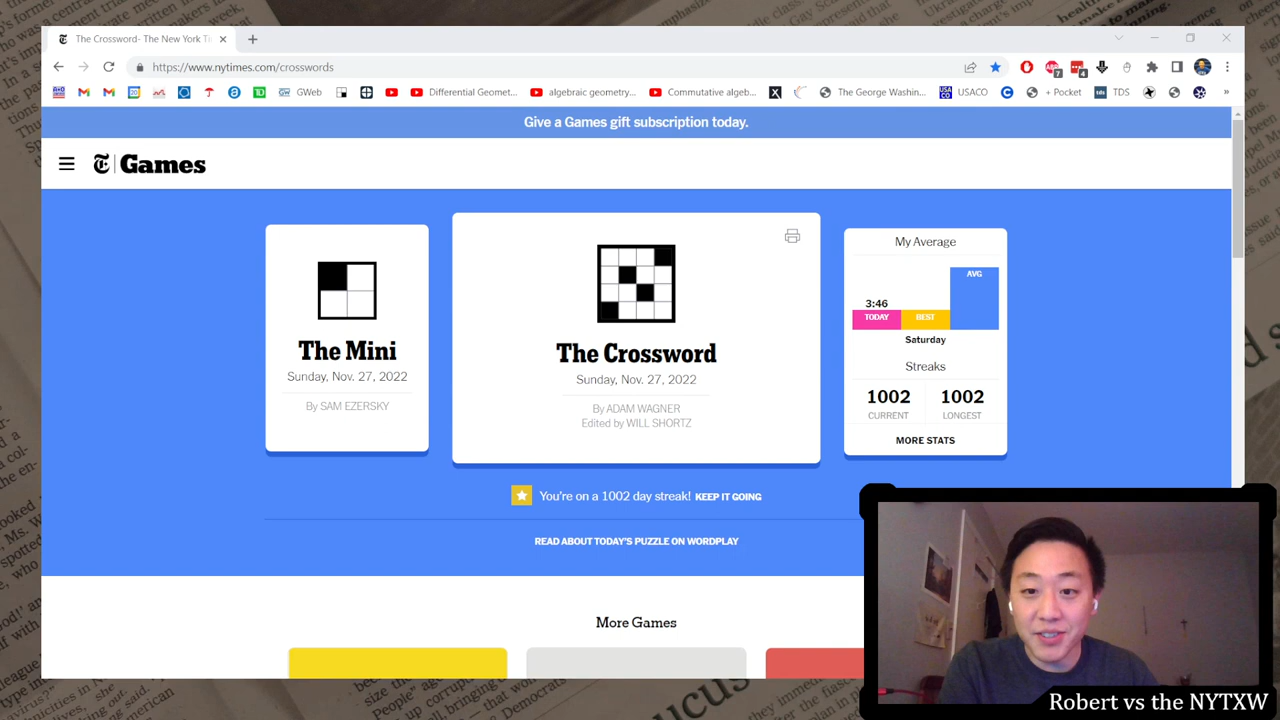 The Crossword- The New York Ti
https://www.nytimes.com/crosswords
GWeb
Differential Geomet...
algebraic geometry...
Commutative algeb...
The George Washin...
USACO
+ Pocket
TDS
Give a Games gift subscription today.
Games
The Mini
Sunday, Nov. 27, 2022
By SAM EZERSKY
The Crossword
Sunday, Nov. 27, 2022
By ADAM WAGNER
Edited by WILL SHORTZ
My Average
3:46
TODAY
BEST
AVG
Saturday
Streaks
1002
CURRENT
1002
LONGEST
MORE STATS
You're on a 1002 day streak! KEEP IT GOING
READ ABOUT TODAY'S PUZZLE ON WORDPLAY
More Games
Robert vs the NYTXW